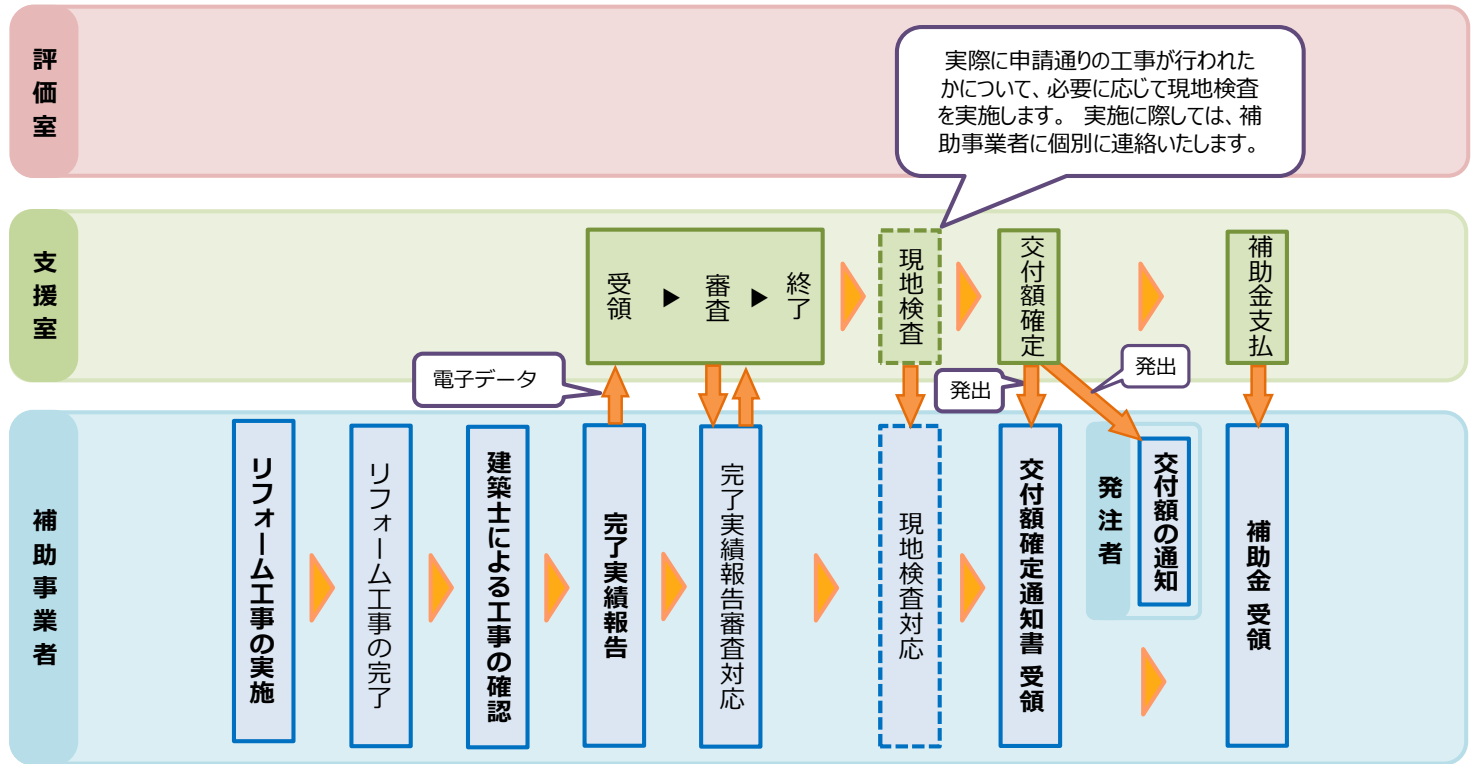 評価室
実際に申請通りの工事が行われた
かについて、必要に応じて現地検査
を実施します。 実施に際しては、補
助事業者に個別に連絡いたします。
支援室
受領 ▶ 審査 ▶ 終了
現地検査
交付額確定
補助金支払
電子データ
発出
発出
補助事業者
リフォーム工事の実施
リフォーム工事の完了
建築士による工事の確認
完了実績報告
完了実績報告審査対応
現地検査対応
交付額確定通知書 受領
発注者
交付額の通知
補助金 受領